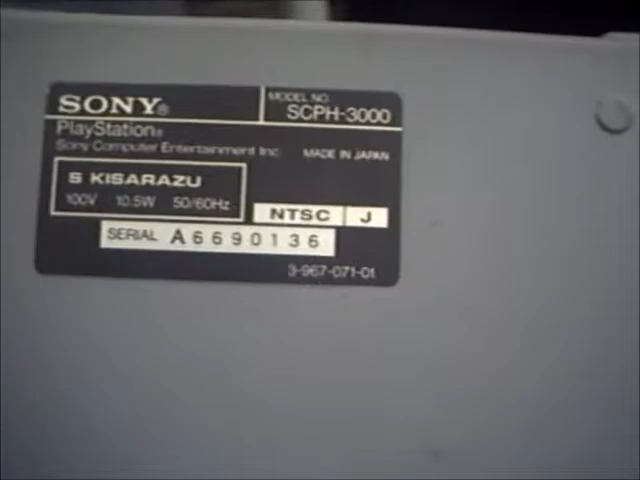 SONY®
MODEL NO.
SCPH-3000
PlayStation®
Sony Computer Entertainment Inc. MADE IN JAPAN
S KISARAZU
100V 10.5W 50/60Hz
NTSC J
SERIAL A6690136
3-967-071-01